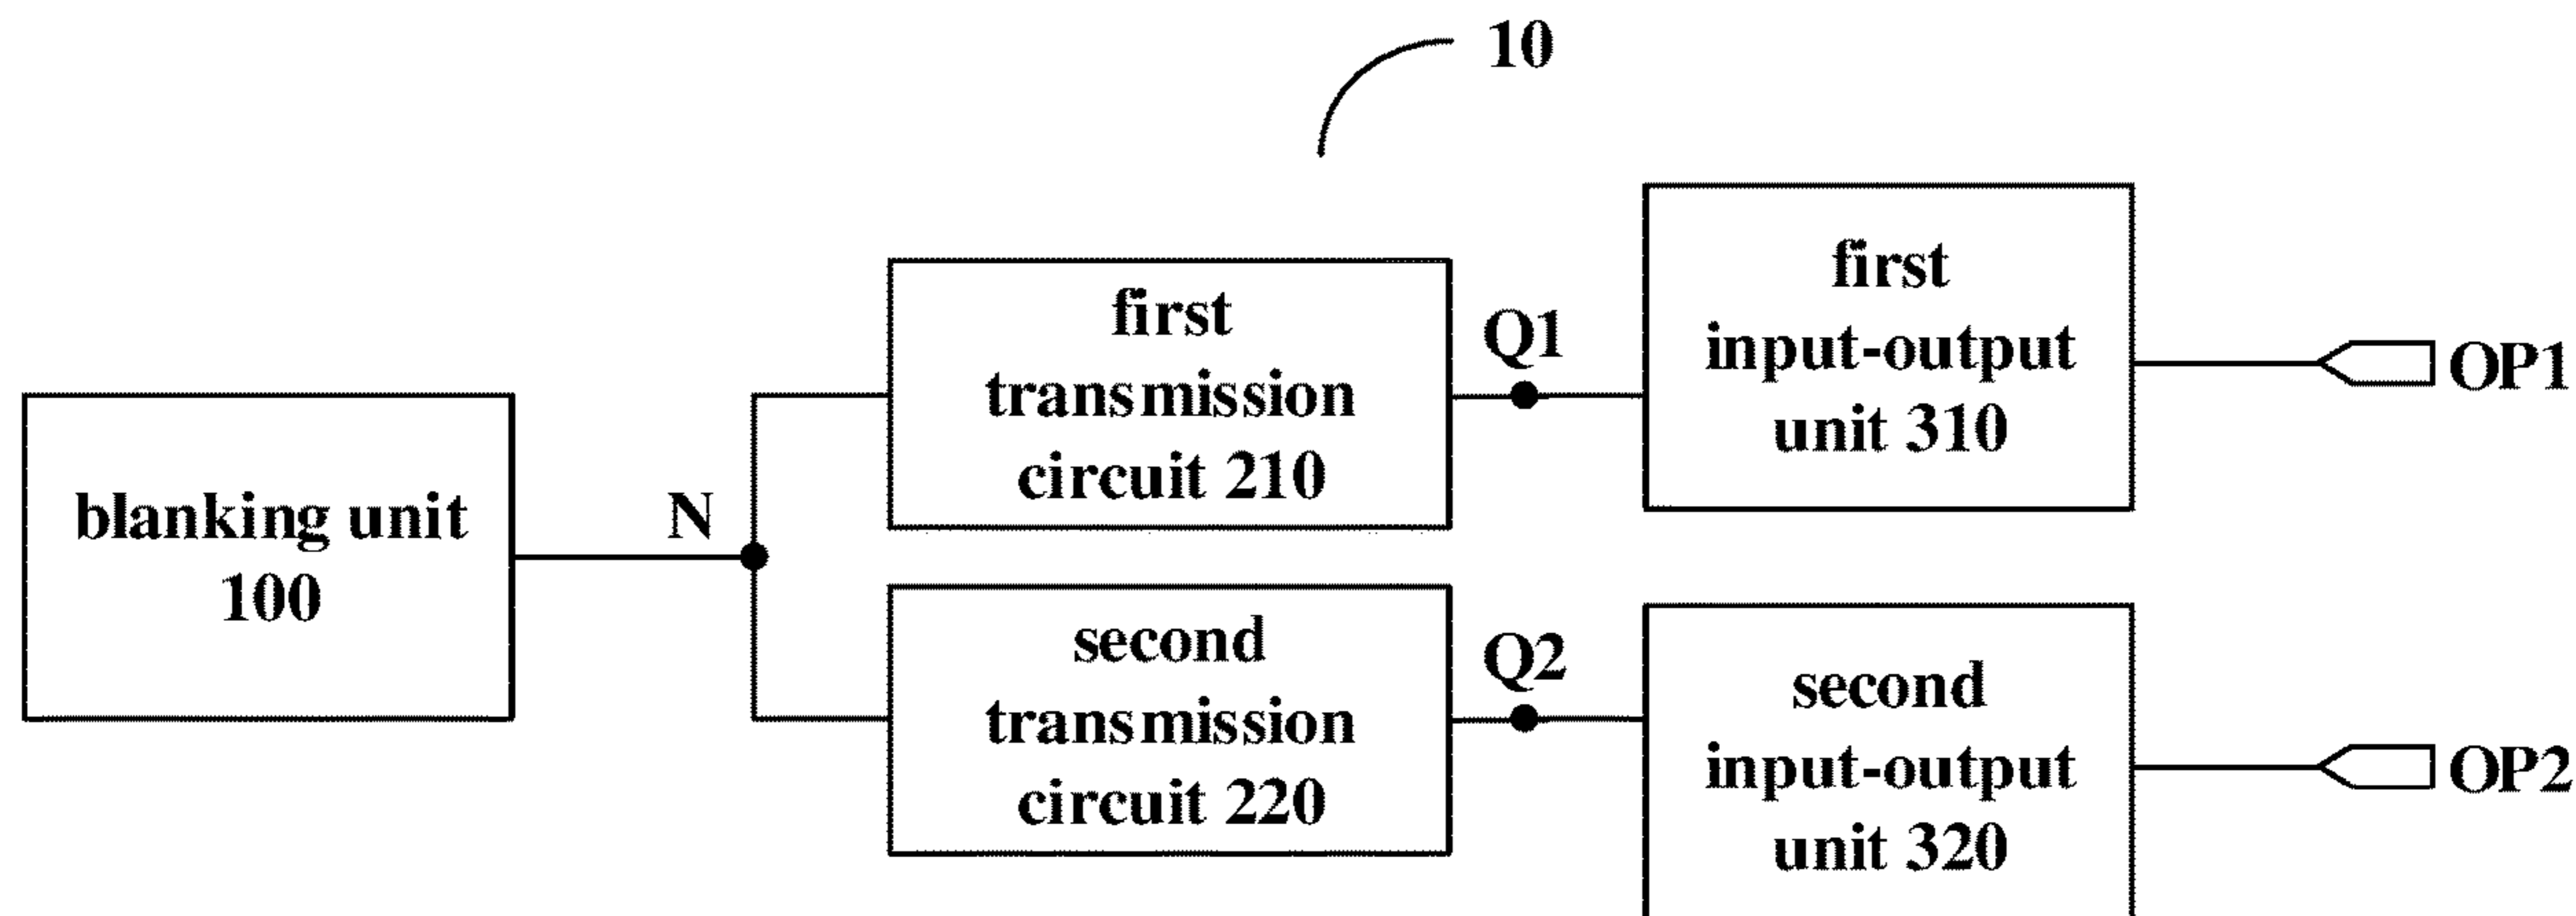 10
blanking unit
100
N
first
transmission
circuit 210
Q1
first
input-output
unit 310
OP1
second
transmission
circuit 220
Q2
second
input-output
unit 320
OP2